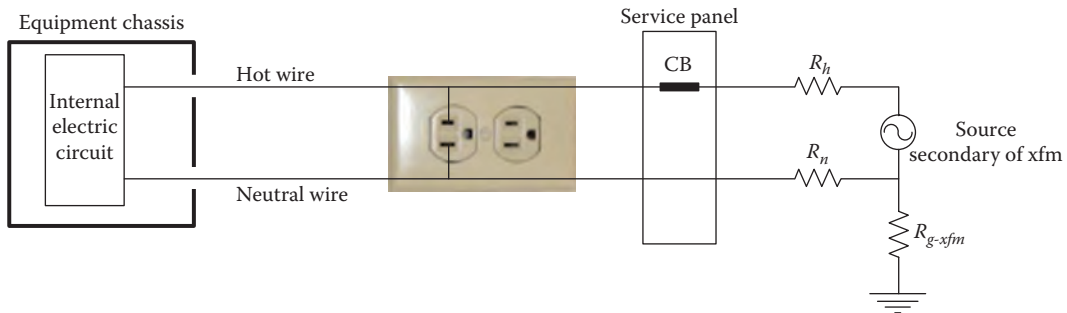 Equipment chassis
Service panel
CB
R_h
Hot wire
Internal
electric
circuit
Source
secondary of xfm
R_n
Neutral wire
R_g-xfm